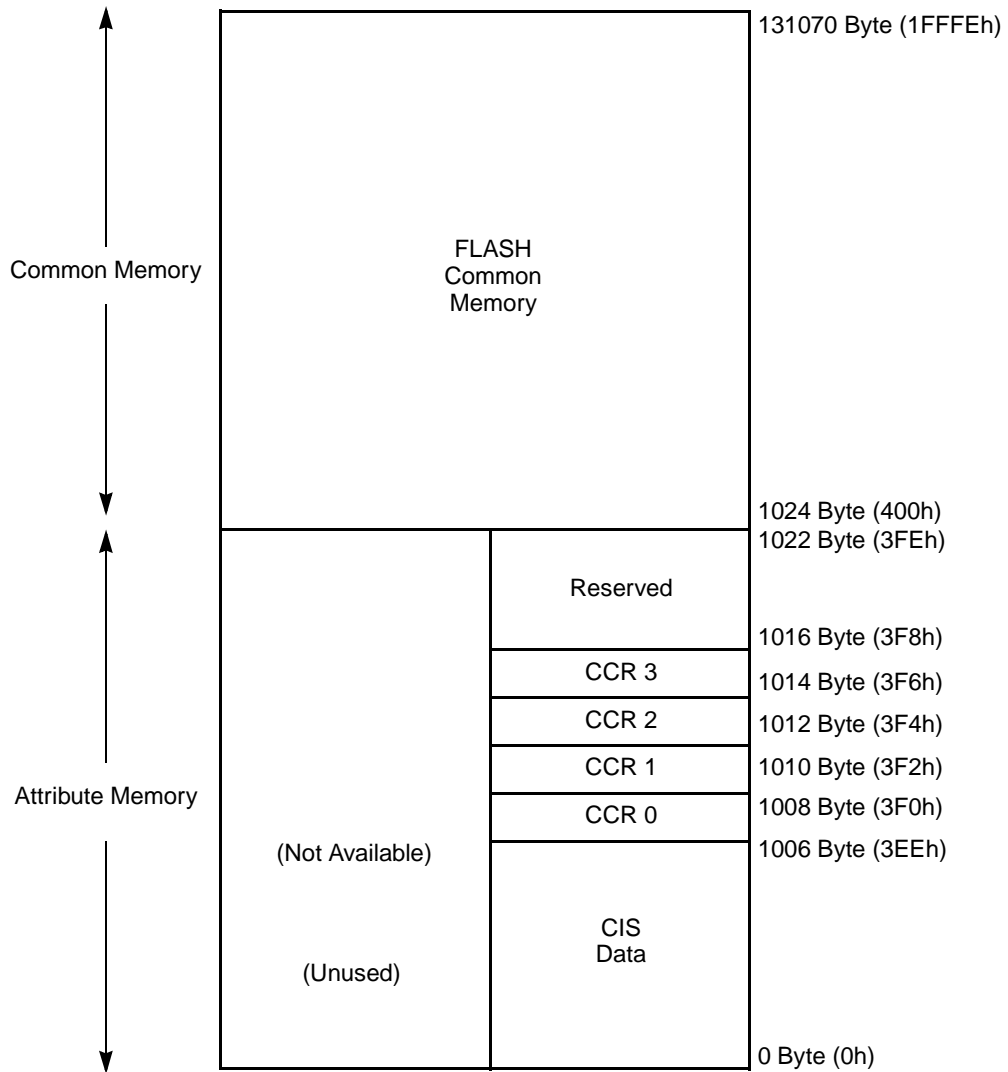 131070 Byte (1FFFEh)
Common Memory
FLASH
Common
Memory
1024 Byte (400h)
1022 Byte (3FEh)
Reserved
1016 Byte (3F8h)
CCR 3
1014 Byte (3F6h)
CCR 2
1012 Byte (3F4h)
CCR 1
1010 Byte (3F2h)
Attribute Memory
CCR 0
1008 Byte (3F0h)
(Not Available)
1006 Byte (3EEh)
CIS
Data
(Unused)
0 Byte (0h)